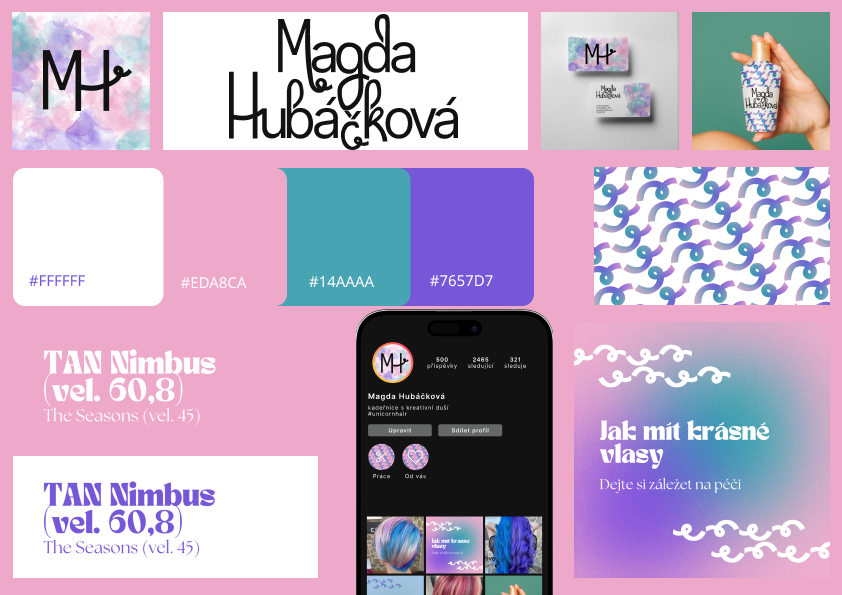 MH
Magda
Hubáčková
MH
Magda
Hubáčková
Magda
Hubáčková
#FFFFFF
#EDA8CA
#14AAAA
#7657D7
TAN Nimbus
(vel. 60,8)
The Seasons (vel. 45)
TAN Nimbus
(vel. 60,8)
The Seasons (vel. 45)
MH
500 2465 321
příspěvky sledující sleduje
Magda Hubáčková
kadeřnice s kreativní duší
#unicornhair
Upravit Sdílet profil
Práce Od vás
Jak mít krásné
vlasy
Jak mít krásné
vlasy
Dejte si záležet na péči